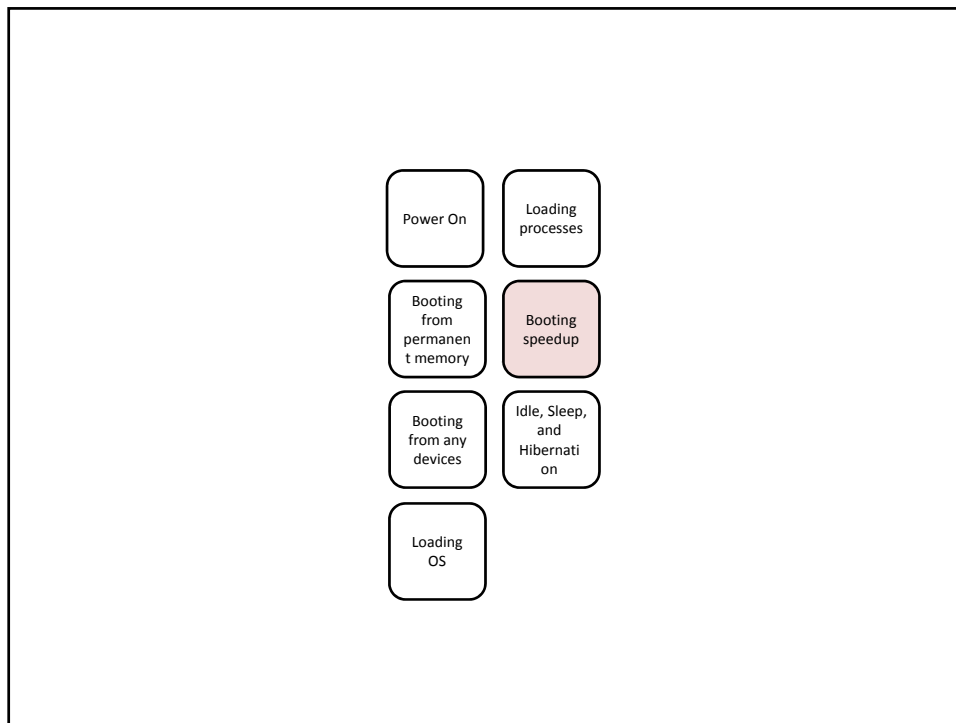 Power On
Booting
from
permanen
t memory
Booting
from any
devices
Loading
OS
Loading
processes
Booting
speedup
Idle, Sleep,
and
Hibernati
on